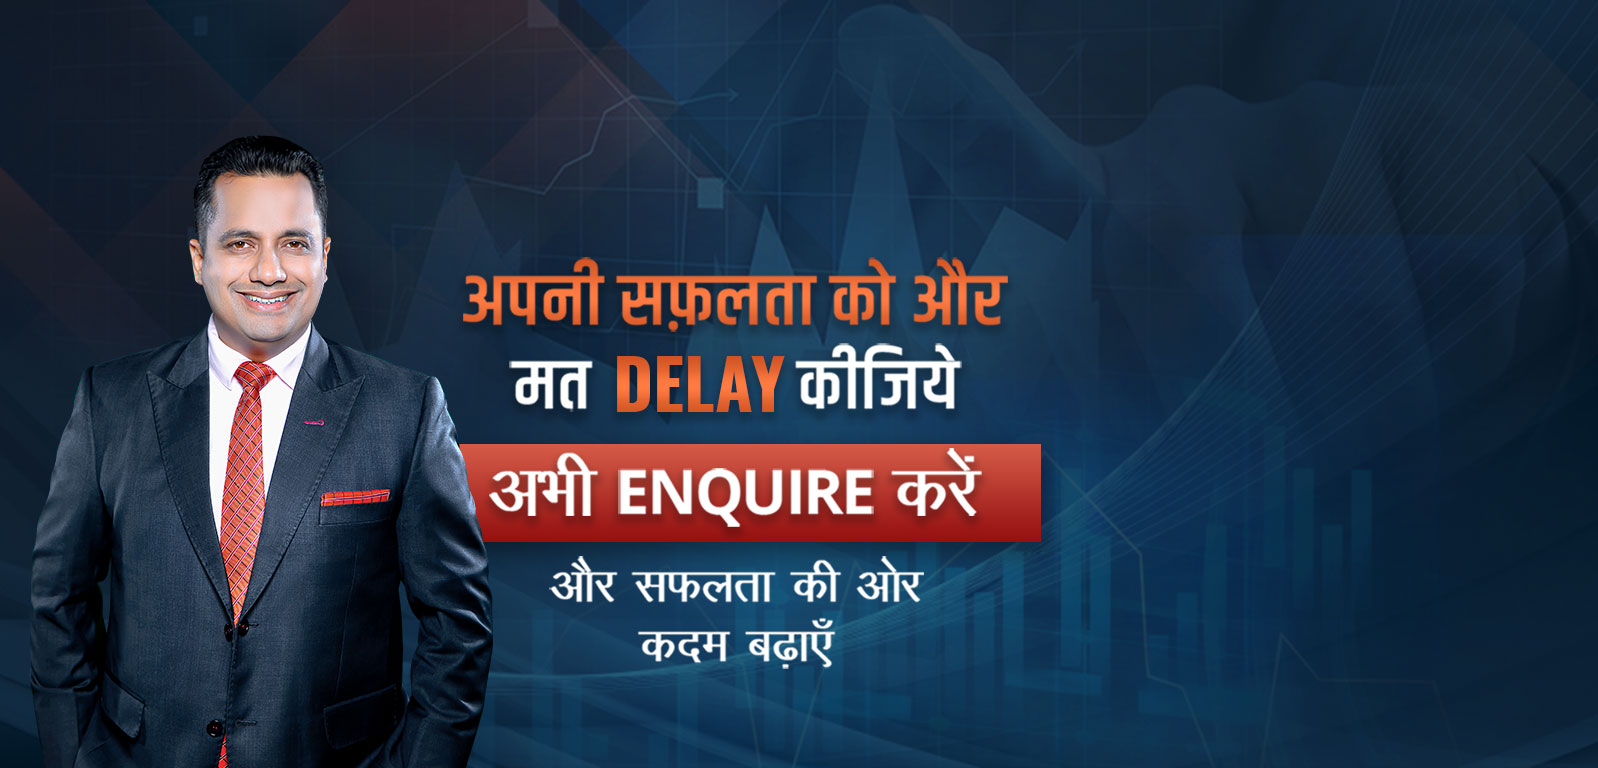 अपनी सफ़लता को और
मत DELAY कीजिये
अभी ENQUIRE करें
और सफलता की ओर
कदम बढ़ाएँ